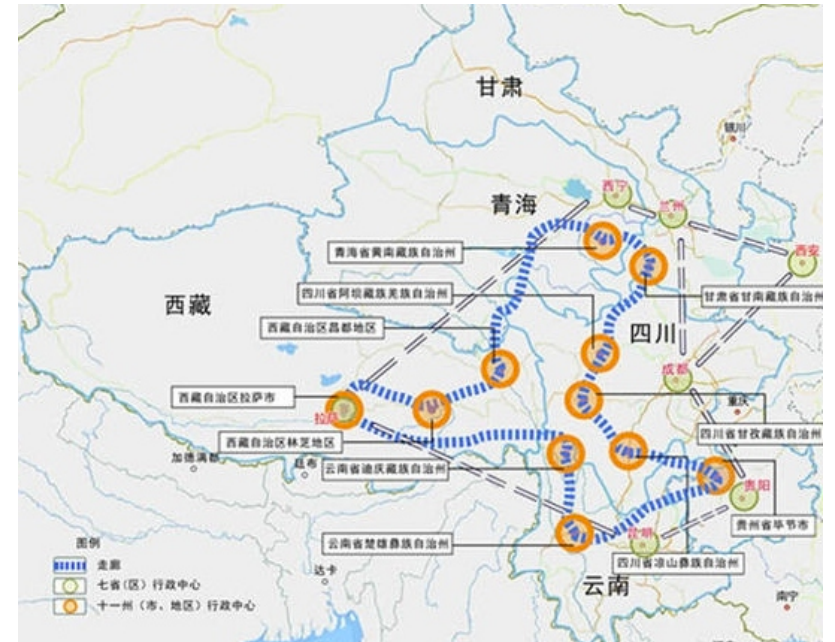 甘肃
银川
西宁
青海
兰州
青海省黄南藏族自治州
西安
四川省阿坝藏族羌族自治州
甘肃省甘南藏族自治州
西藏
西藏自治区昌都地区
四川
成都
西藏自治区拉萨市
重庆
拉萨
四川省甘孜藏族自治州
西藏自治区林芝地区
加德满都
廷布
云南省迪庆藏族自治州
贵阳
贵州省毕节市
云南省楚雄彝族自治州
昆明
四川省凉山彝族自治州
图例
走廊
达卡
七省(区)行政中心
云南
十一州(市、地区)行政中心
南宁